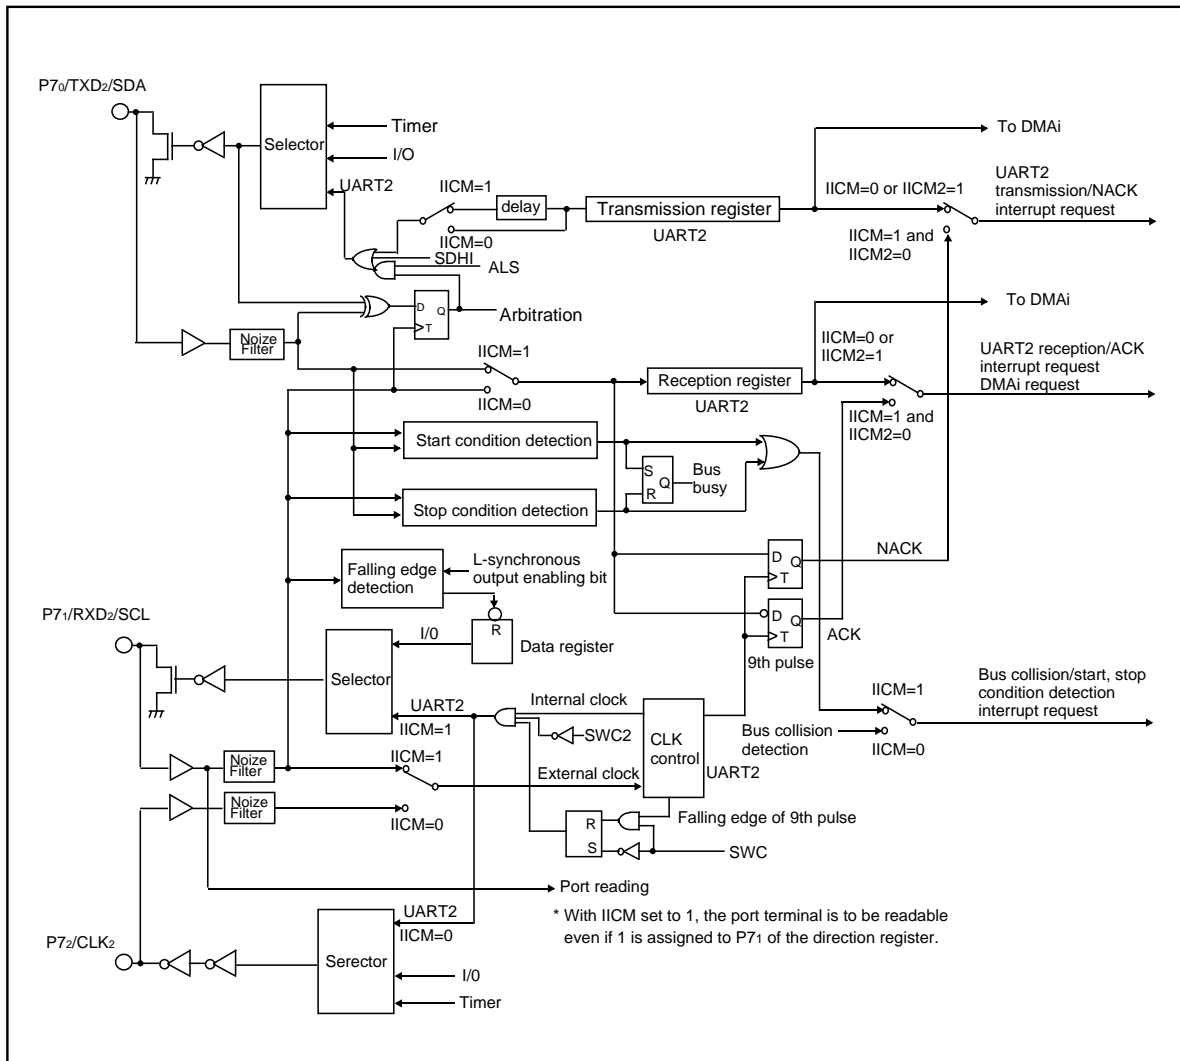 P70/TXD2/SDA
Selector
Timer
I/O
UART2
To DMAi
IICM=1
delay
IICM=0
Transmission register
UART2
IICM=0 or IICM2=1
UART2
transmission/NACK
interrupt request
IICM=1 and
IICM2=0
SDHI
ALS
D
Q
T
Arbitration
Noize
Filter
To DMAi
IICM=1
IICM=0
Reception register
UART2
IICM=0 or
IICM2=1
UART2 reception/ACK
interrupt request
DMAi request
IICM=1 and
IICM2=0
Start condition detection
S
R
Q
Bus
busy
Stop condition detection
D
Q
T
NACK
Falling edge
detection
L-synchronous
output enabling bit
D
Q
T
ACK
9th pulse
P71/RXD2/SCL
Selector
I/0
R
Data register
UART2
IICM=1
Internal clock
SWC2
CLK
control
UART2
External clock
Bus collision
detection
IICM=1
IICM=0
Bus collision/start, stop
condition detection
interrupt request
Noize
Filter
IICM=1
Noize
Filter
IICM=0
R
S
Falling edge of 9th pulse
SWC
Port reading
* With IICM set to 1, the port terminal is to be readable
even if 1 is assigned to P71 of the direction register.
P72/CLK2
Serector
UART2
IICM=0
I/0
Timer